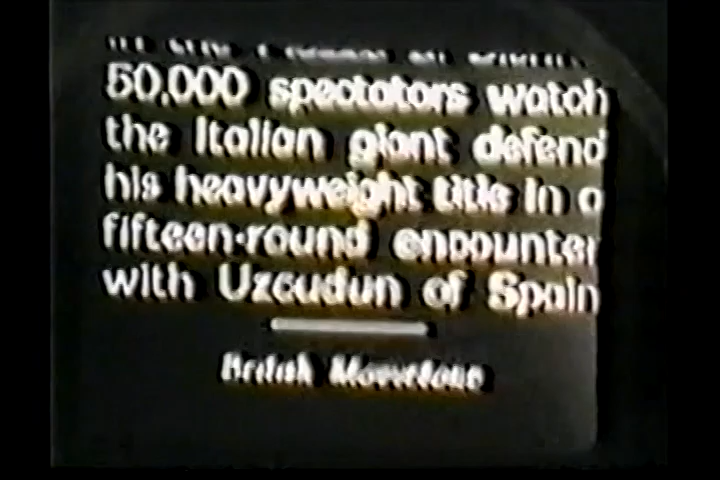 50,000 spectators watch
the Italian giant defend
his heavyweight title in a
fifteen-round encounter
with Uzcudun of Spain
British Movietone